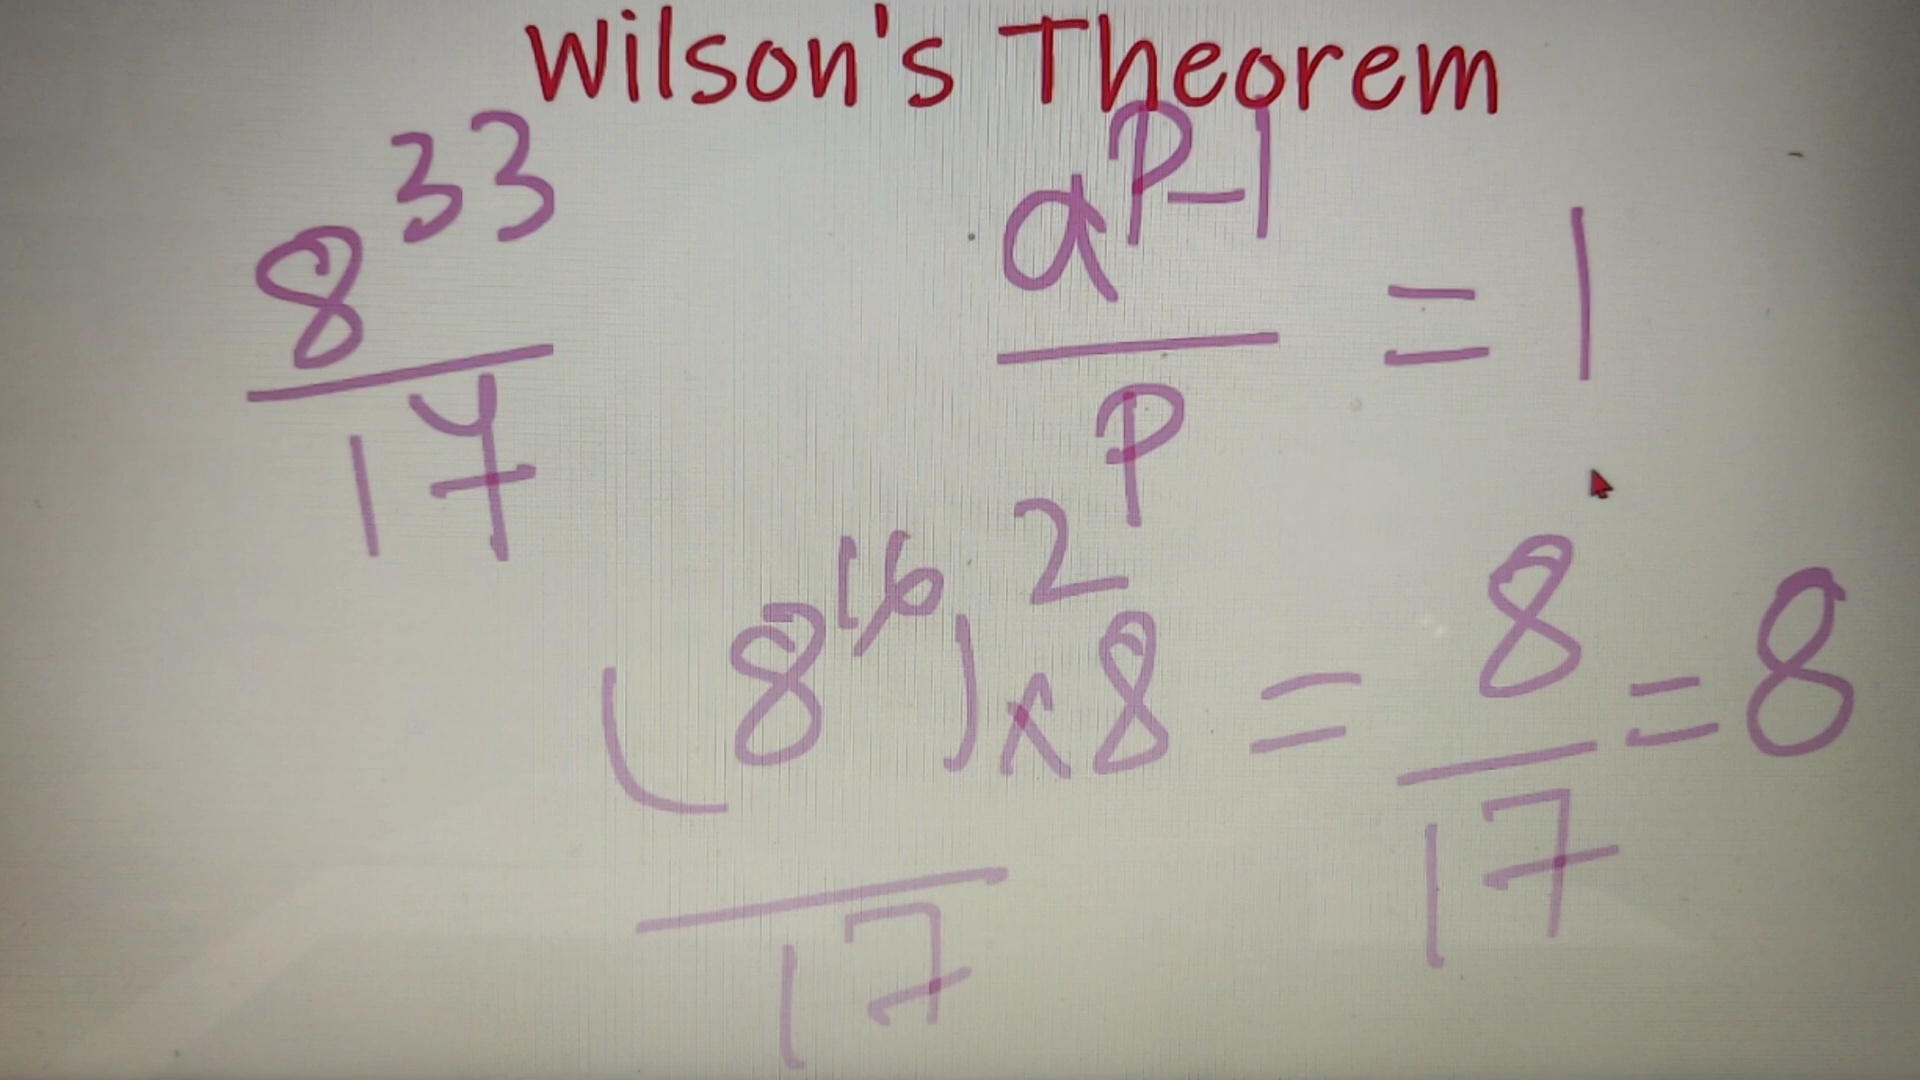 Wilson's Theorem
8^33 / 17
a^P-1 / P = 1
(8^16)^2 x 8 / 17 = 8 / 17 = 8